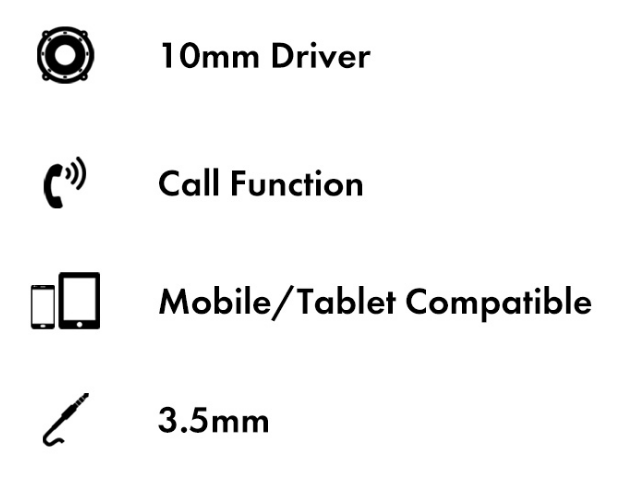 10mm Driver
Call Function
Mobile/Tablet Compatible
3.5mm